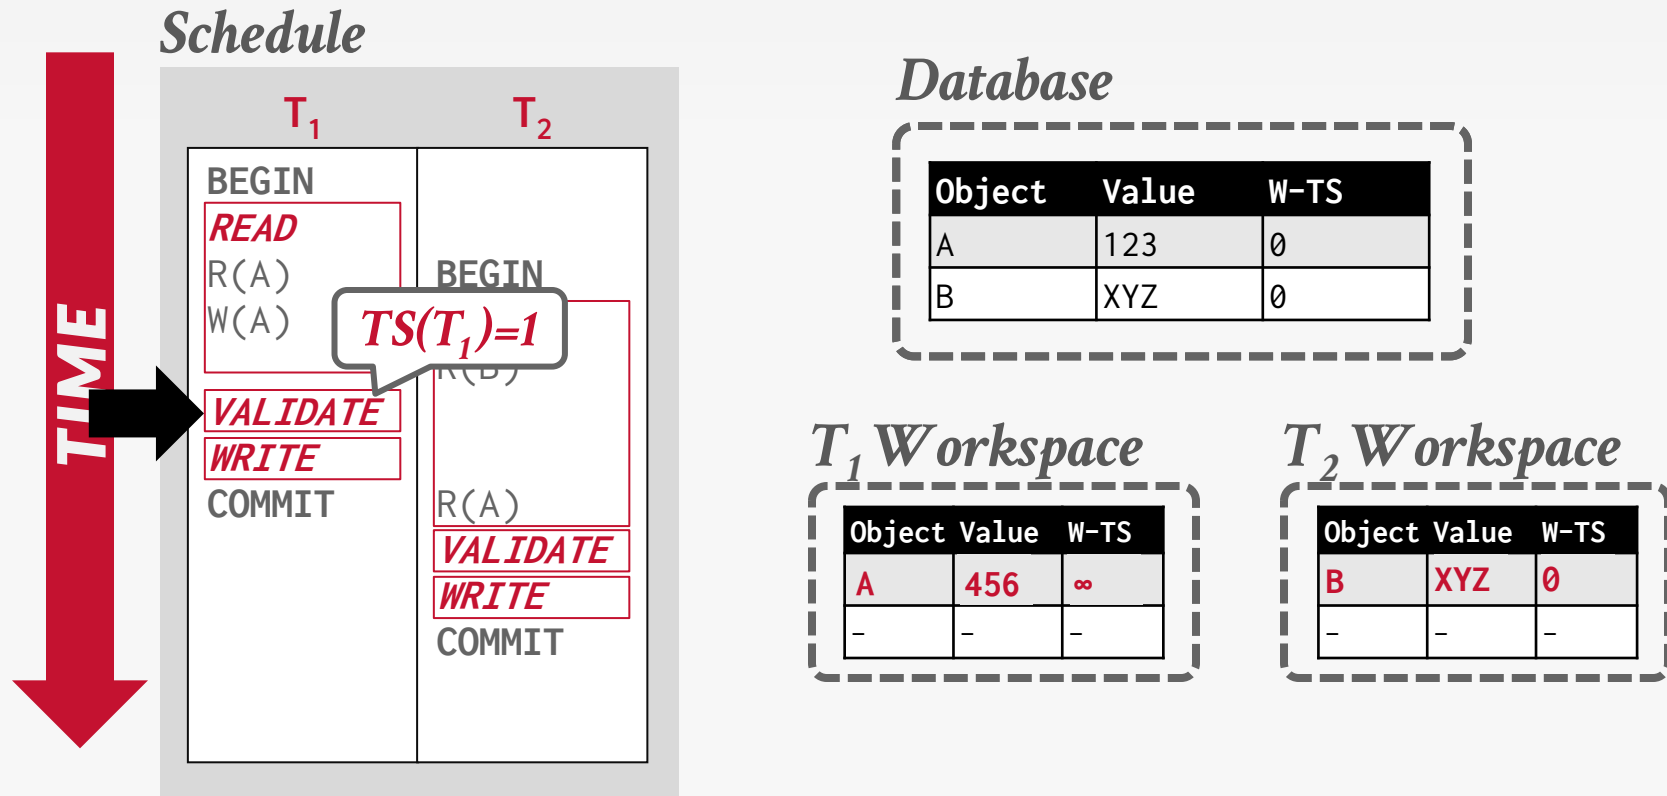 Schedule
TIME
T1
T2
BEGIN
READ
R(A)
W(A)
VALIDATE
WRITE
COMMIT
BEGIN
TS(T1)=1
R(B)
R(A)
VALIDATE
WRITE
COMMIT
Database
Object Value W-TS
A 123 0
B XYZ 0
T1 Workspace
Object Value W-TS
A 456 ∞
- - -
T2 Workspace
Object Value W-TS
B XYZ 0
- - -